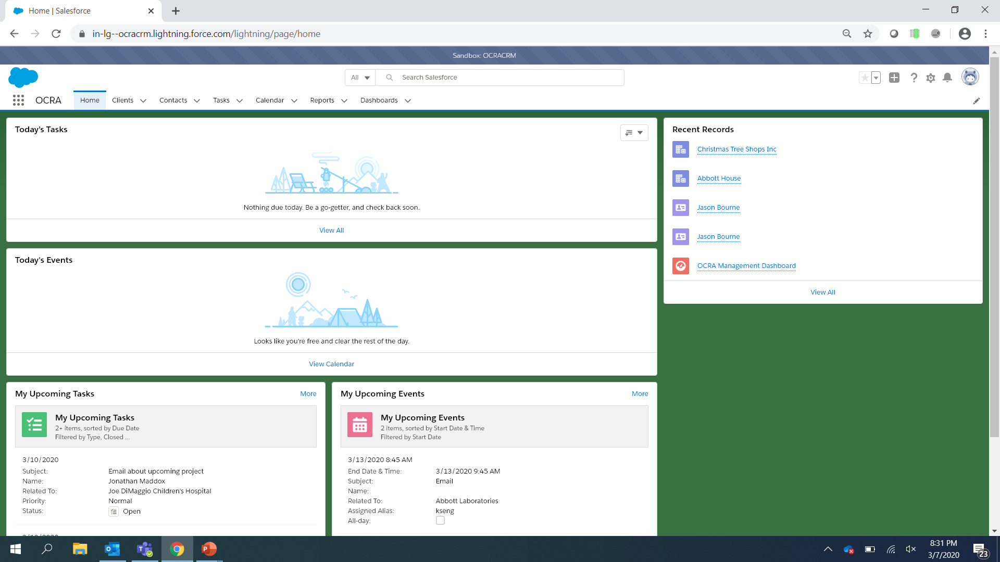 Home | Salesforce
in-lg--ocracrm.lightning.force.com/lightning/page/home
Sandbox: OCRACRM
All
Search Salesforce
OCRA
Home
Clients
Contacts
Tasks
Calendar
Reports
Dashboards
Today's Tasks
Nothing due today. Be a go-getter, and check back soon.
View All
Today's Events
Looks like you're free and clear the rest of the day.
View Calendar
My Upcoming Tasks
More
My Upcoming Tasks
2+ items, sorted by Due Date
Filtered by Type, Closed ...
3/10/2020
Subject: Email about upcoming project
Name: Jonathan Maddox
Related To: Joe DiMaggio Children's Hospital
Priority: Normal
Status: Open
My Upcoming Events
More
My Upcoming Events
2 items, sorted by Start Date & Time
Filtered by Start Date
3/13/2020 8:45 AM
End Date & Time: 3/13/2020 9:45 AM
Subject: Email
Name:
Related To: Abbott Laboratories
Assigned Alias: kseng
All-day:
Recent Records
Christmas Tree Shops Inc
Abbott House
Jason Bourne
Jason Bourne
OCRA Management Dashboard
View All
8:31 PM
3/7/2020
23